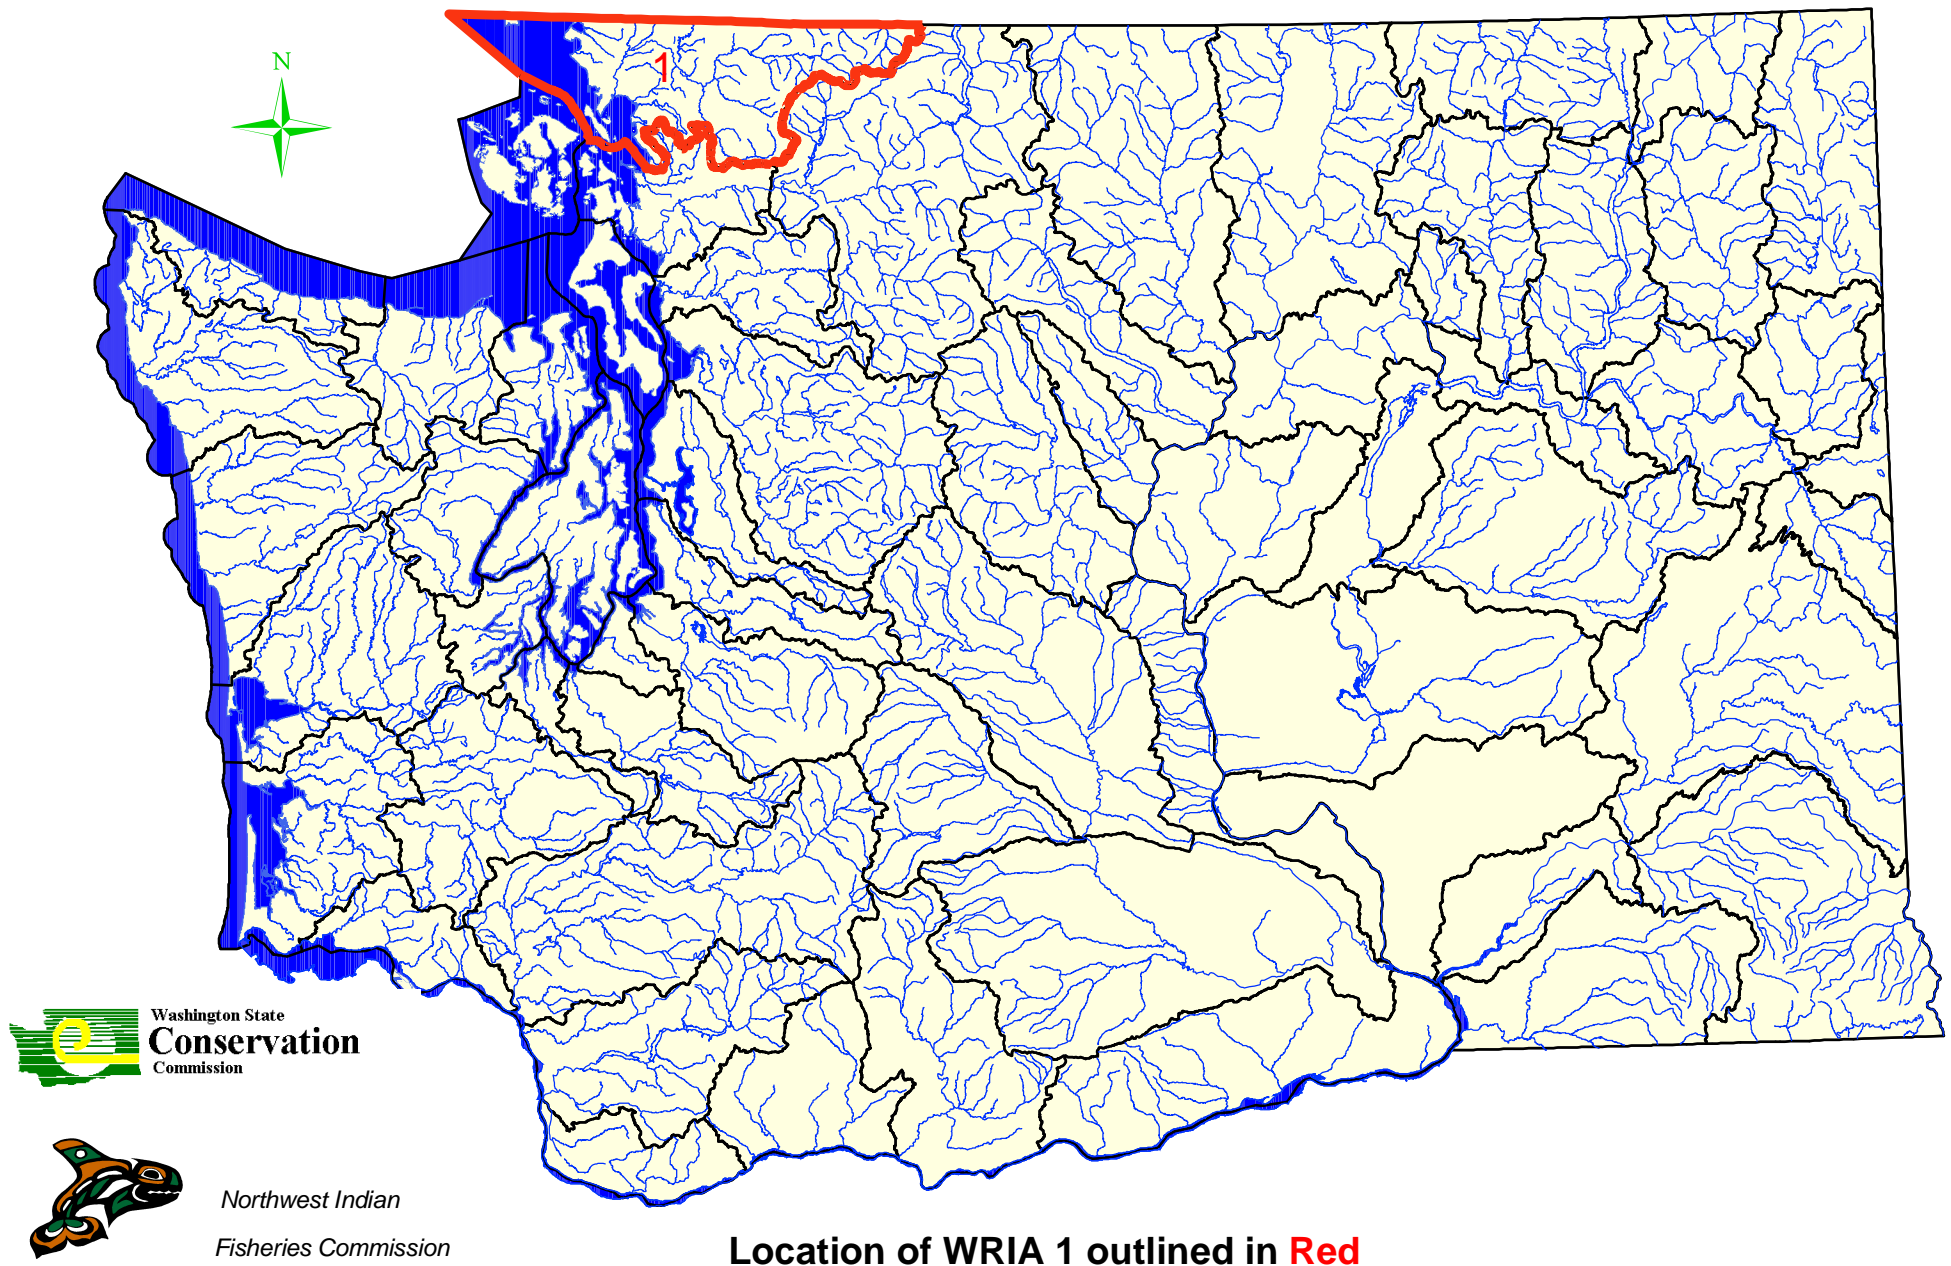 N
1
Washington State
Conservation
Commission
Northwest Indian
Fisheries Commission
Location of WRIA 1 outlined in Red